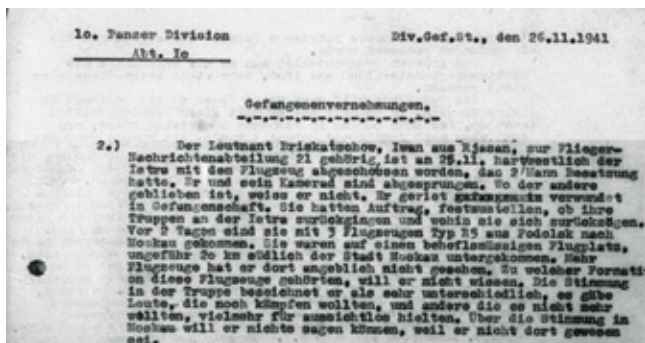 10. Panzer Division Div.Gef.St., den 26.11.1941
Abt. Ic
Gefangenenvernehmungen.
2.) Der Leutnant Briskatschow, Iwan aus Rjasan, zur Flieger-
Nachrichtenabteilung 21 gehörig ist am 25.11. hart westlich der
Istra mit dem Flugzeug abgeschossen worden, das 2 Mann Besatzung
hatte. Er und sein Kamerad sind abgesprungen. Wo der andere
geblieben ist, weiss er nicht. Er geriet verwundet
in Gefangenschaft. Sie hatten Auftrag, festzustellen, ob ihre
Truppen an der Istra zurückgingen und wohin sie sich zurückzögen.
Vor 2 Tagen sind sie mit 3 Flugzeugen Typ R5 aus Podolsk nach
Moskau gekommen. Sie waren auf einen behelfsmässigen Flugplatz,
ungefähr 20 km südlich der Stadt Moskau untergekommen. Mehr
Flugzeuge hat er dort angeblich nicht gesehen. Zu welcher Formati
on diese Flugzeuge gehörten, will er nicht wissen. Die Stimmung
in der Truppe bezeichnet er als sehr unterschiedlich, es gäbe
Leute, die noch kämpfen wollten, und andere die es nicht mehr
wollten, vielmehr für aussichtlos hielten. Über die Stimmung in
Moskau will er nichts sagen können, weil er nicht dort gewesen
sei.